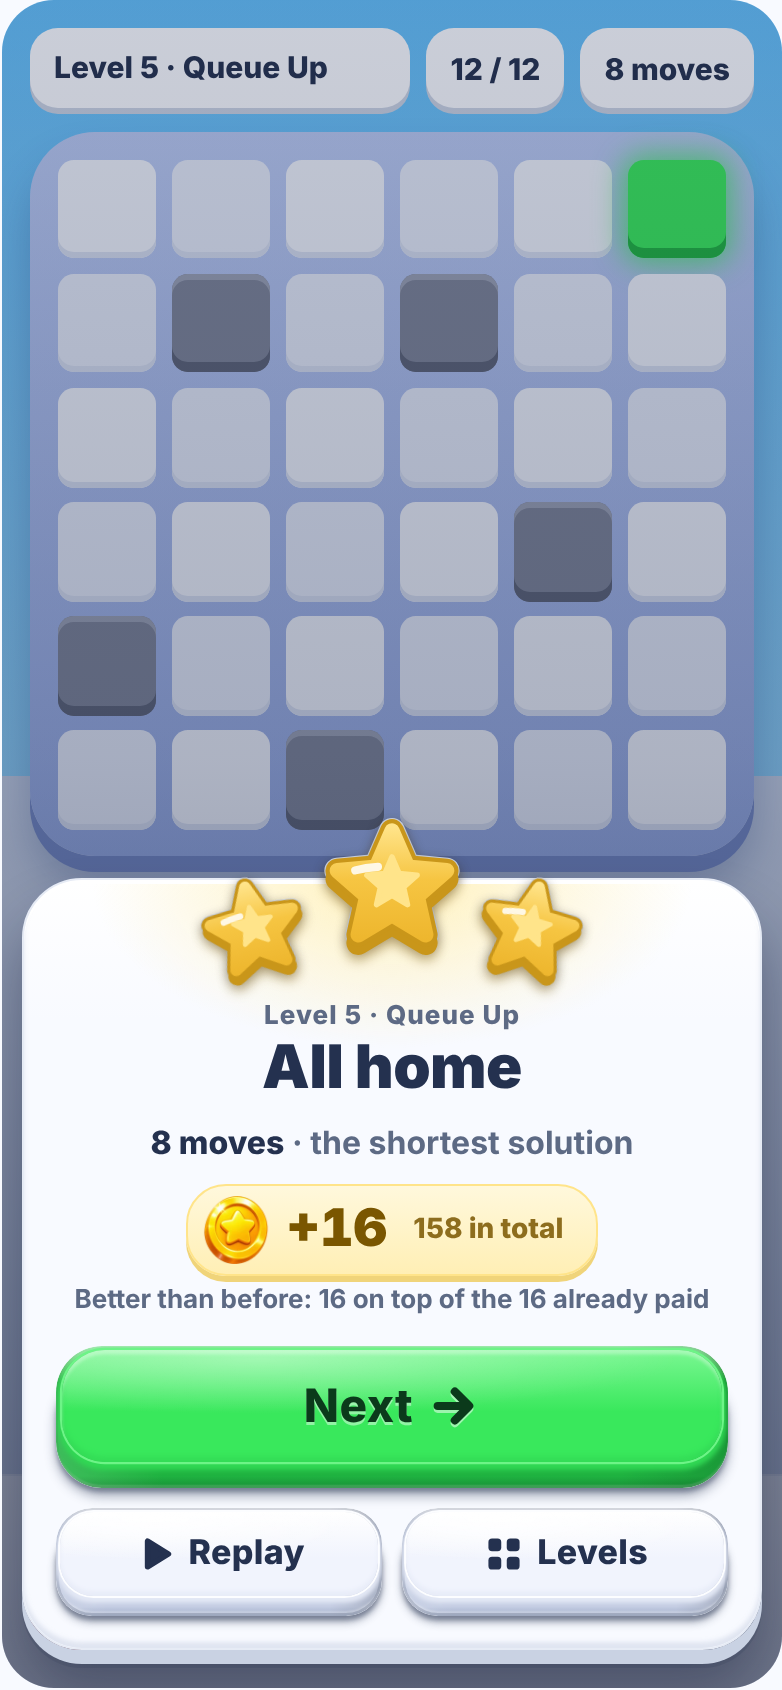 Level 5 · Queue Up
12 / 12
8 moves
Level 5 · Queue Up
All home
8 moves · the shortest solution
+16 158 in total
Better than before: 16 on top of the 16 already paid
Next →
Replay
Levels